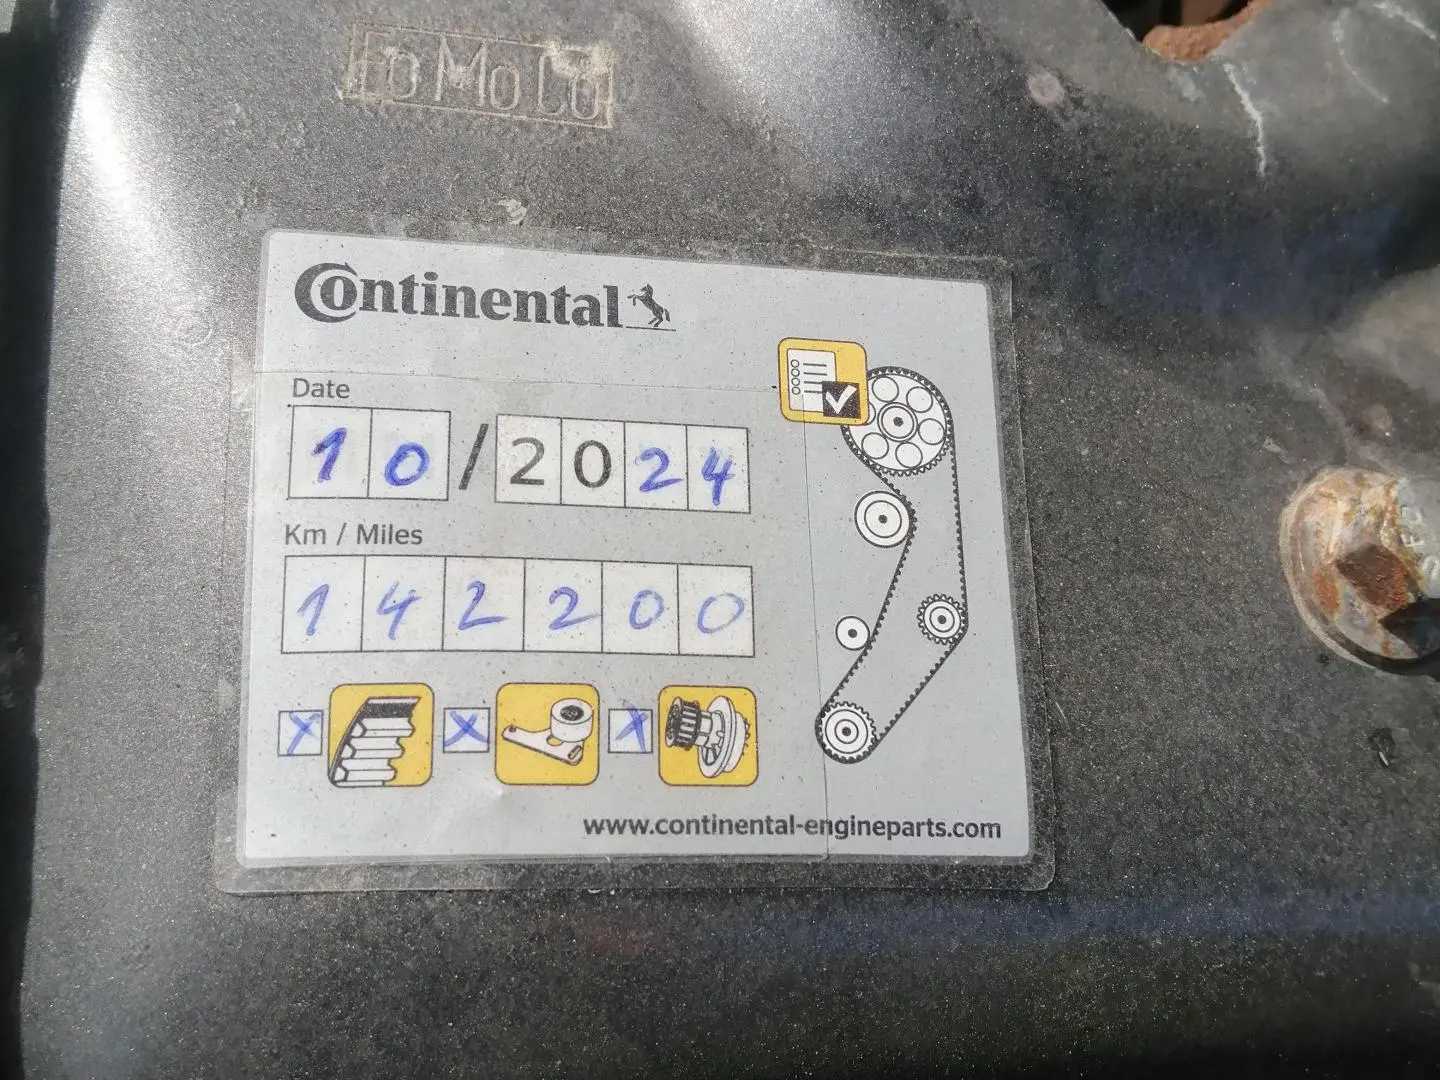 FoMoCo
Continental
Date
10/2024
Km / Miles
142200
X X X
www.continental-engineparts.com